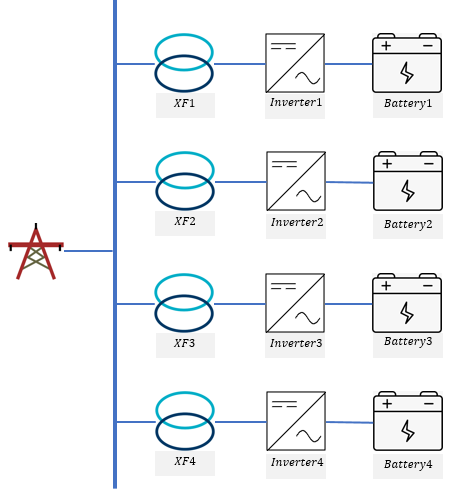 XF1 Inverter1 Battery1
XF2 Inverter2 Battery2
XF3 Inverter3 Battery3
XF4 Inverter4 Battery4